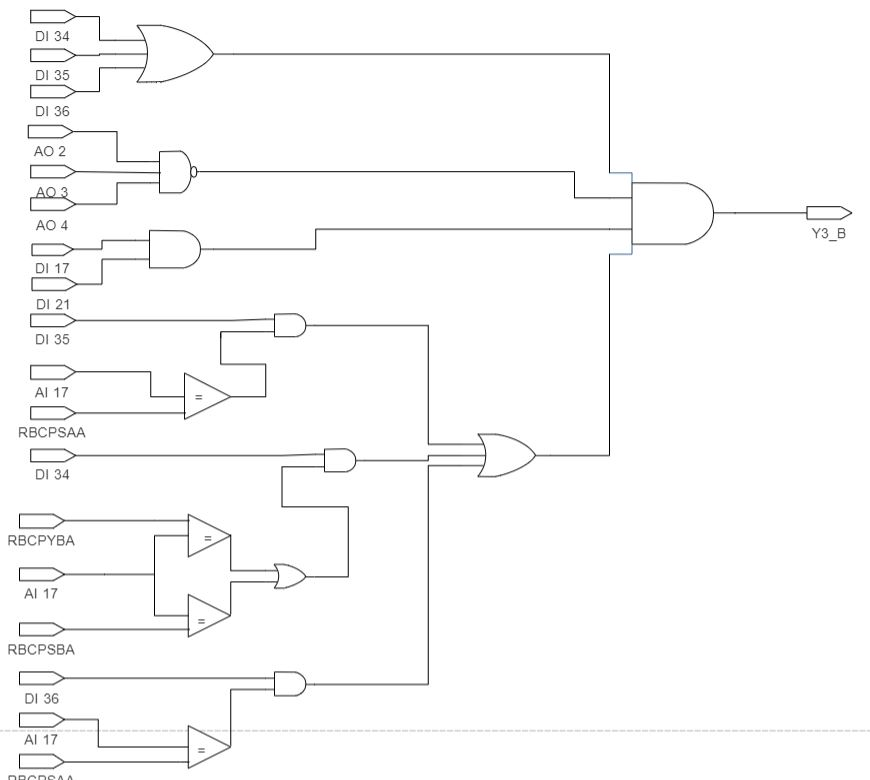 DI 34
DI 35
DI 36
AO 2
AO 3
AO 4
DI 17
DI 21
DI 35
AI 17
=
RBCPSAA
DI 34
RBCPYBA
=
AI 17
=
RBCPSBA
DI 36
AI 17
=
RBCPSAA
Y3_B